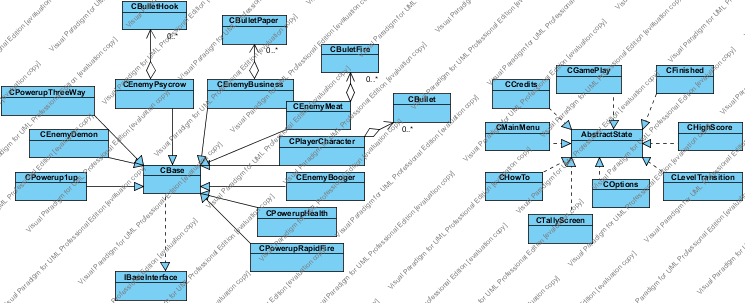 CBulletHook
CBulletPaper
0..*
0..*
CBuletFire
0..*
CPowerupThreeWay
CEnemyPsycrow
CEnemyBusiness
CEnemyMeat
CBullet
0..*
CEnemyDemon
CPlayerCharacter
CBase
CPowerup1up
CEnemyBooger
CPowerupHealth
CPowerupRapidFire
IBaseInterface
CCredits
CGamePlay
CFinished
CMainMenu
AbstractState
CHighScore
CHowTo
COptions
CLevelTransition
CTallyScreen
Visual Paradigm for UML Professional Edition [evaluation copy]